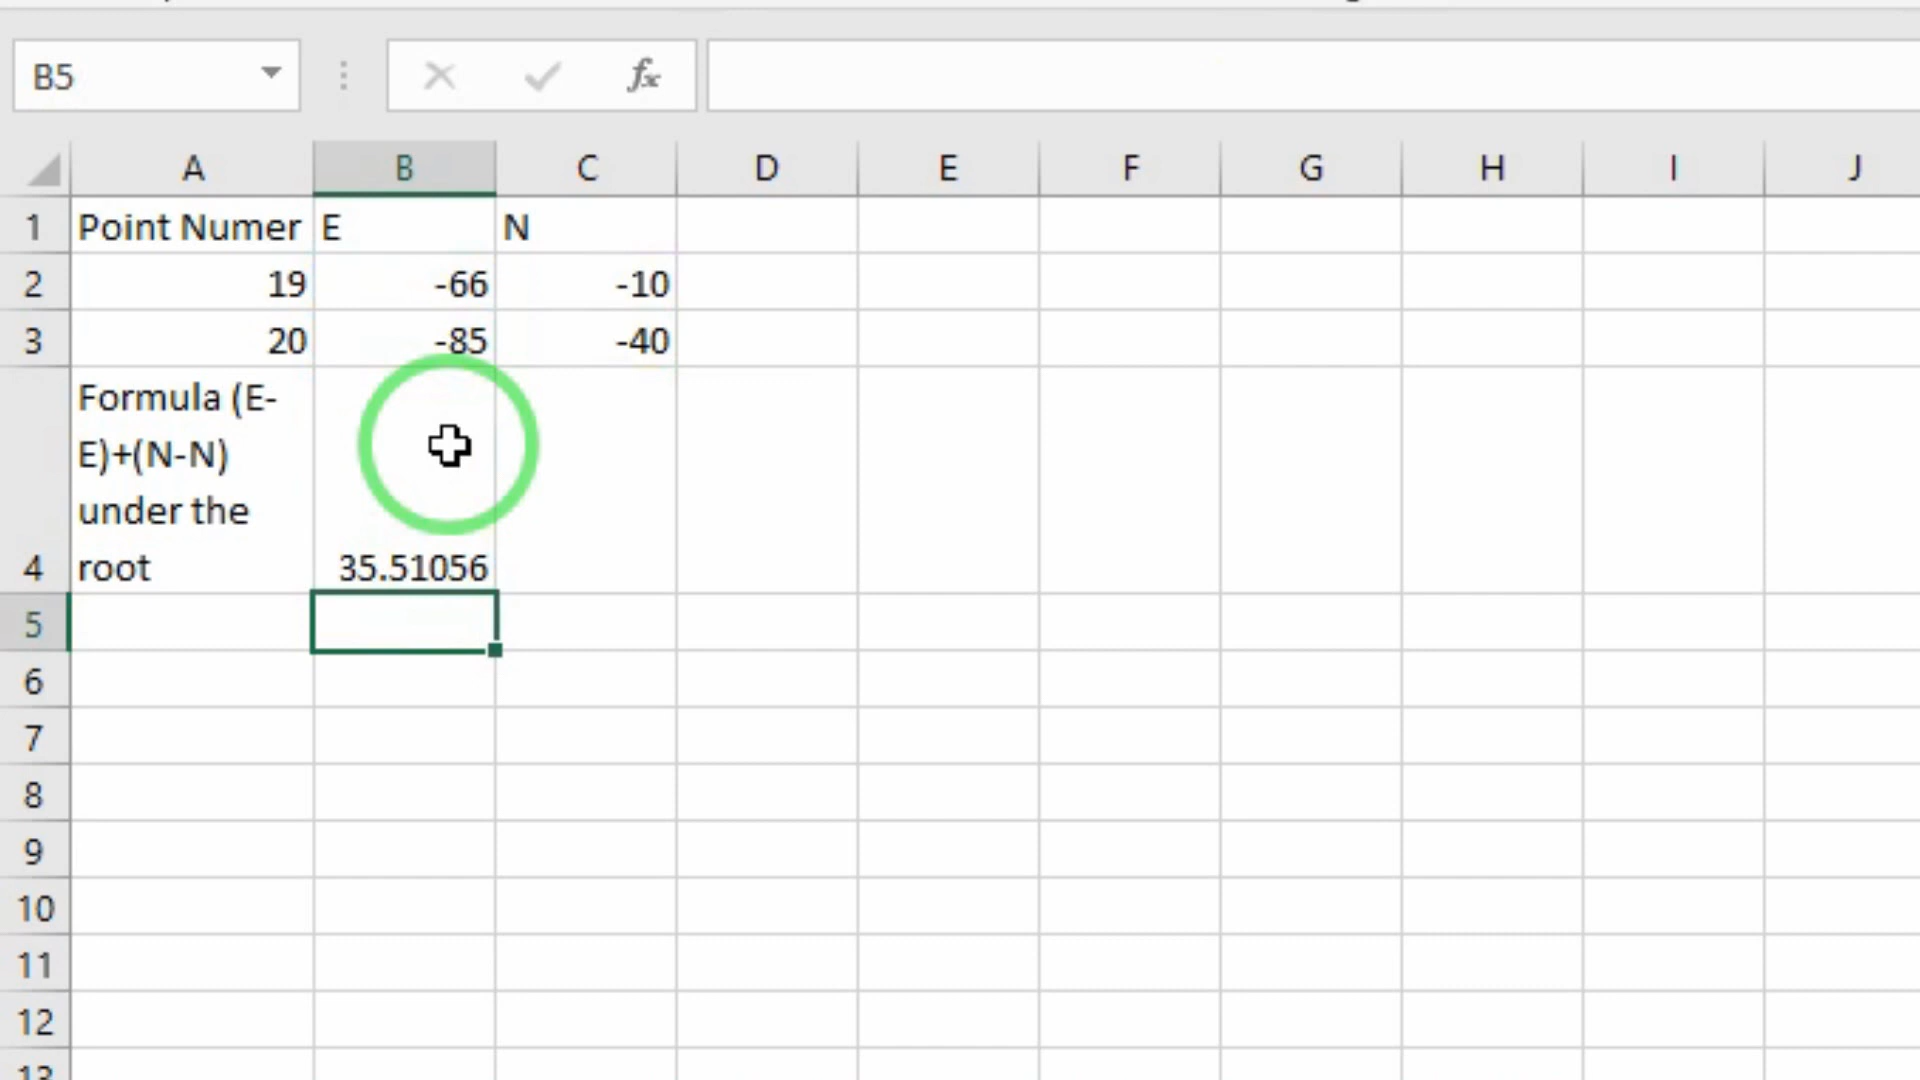 B5 fx
A B C D E F G H I J
1 Point Numer E N
2 19 -66 -10
3 20 -85 -40
Formula (E-
E)+(N-N)
under the
4 root 35.51056
5
6
7
8
9
10
11
12
13